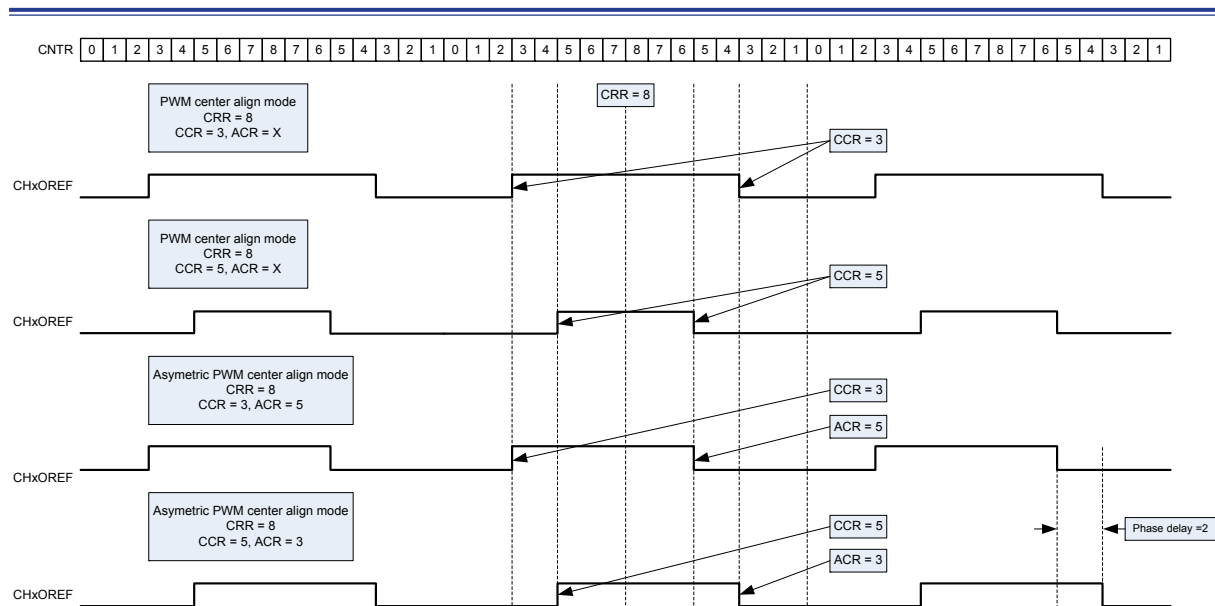 CNTR 0 1 2 3 4 5 6 7 8 7 6 5 4 3 2 1 0 1 2 3 4 5 6 7 8 7 6 5 4 3 2 1 0 1 2 3 4 5 6 7 8 7 6 5 4 3 2 1
PWM center align mode
CRR = 8
CCR = 3, ACR = X
CRR = 8
CCR = 3
CHxOREF
PWM center align mode
CRR = 8
CCR = 5, ACR = X
CCR = 5
CHxOREF
Asymetric PWM center align mode
CRR = 8
CCR = 3, ACR = 5
CCR = 3
ACR = 5
CHxOREF
Asymetric PWM center align mode
CRR = 8
CCR = 5, ACR = 3
CCR = 5
Phase delay =2
ACR = 3
CHxOREF